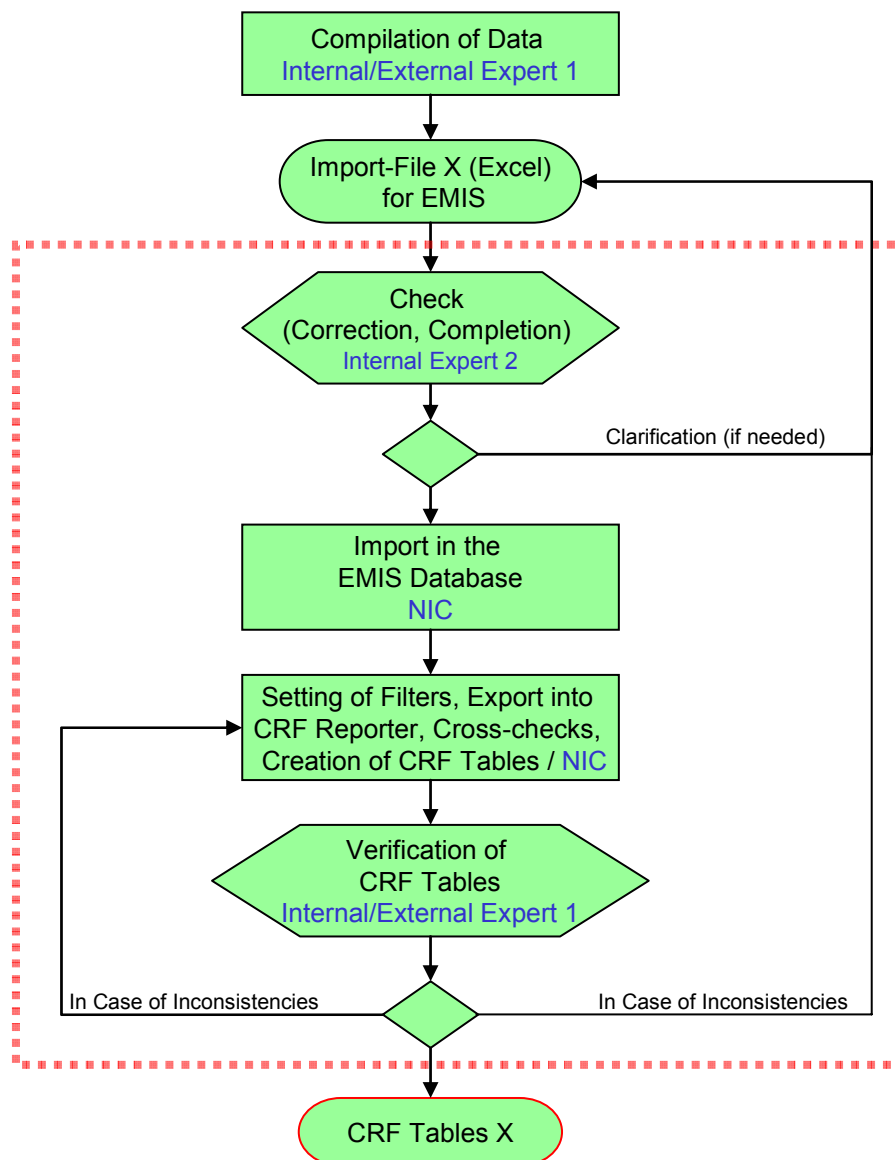 Compilation of Data
Internal/External Expert 1
Import-File X (Excel)
for EMIS
Check
(Correction, Completion)
Internal Expert 2
Clarification (if needed)
Import in the
EMIS Database
NIC
Setting of Filters, Export into
CRF Reporter, Cross-checks,
Creation of CRF Tables / NIC
Verification of
CRF Tables
Internal/External Expert 1
In Case of Inconsistencies
In Case of Inconsistencies
CRF Tables X